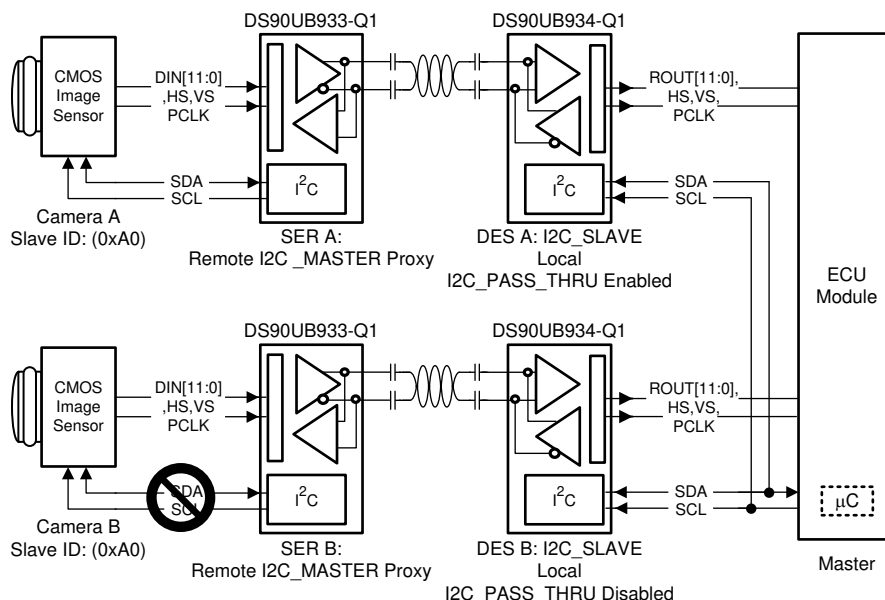 DS90UB933-Q1
DS90UB934-Q1
CMOS
Image
Sensor
DIN[11:0]
,HS,VS
PCLK
ROUT[11:0],
HS,VS,
PCLK
SDA
SCL
I2C
I2C
SDA
SCL
Camera A
Slave ID: (0xA0)
SER A:
Remote I2C _MASTER Proxy
DES A: I2C_SLAVE
Local
I2C_PASS_THRU Enabled
ECU
Module
DS90UB933-Q1
DS90UB934-Q1
CMOS
Image
Sensor
DIN[11:0]
,HS,VS
PCLK
ROUT[11:0],
HS,VS,
PCLK
SDA
SCL
I2C
I2C
SDA
SCL
µC
Camera B
Slave ID: (0xA0)
SER B:
Remote I2C_MASTER Proxy
DES B: I2C_SLAVE
Local
I2C_PASS_THRU Disabled
Master